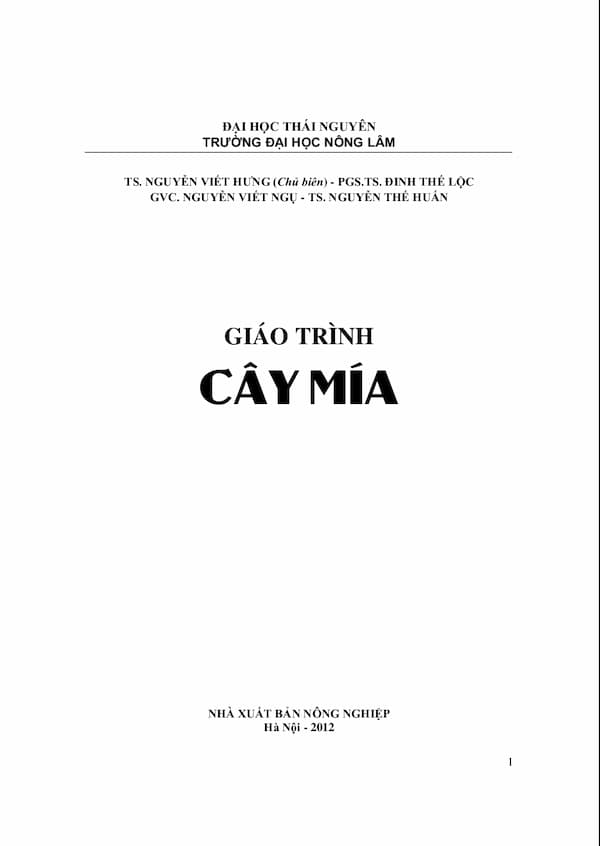 ĐẠI HỌC THÁI NGUYÊN
TRƯỜNG ĐẠI HỌC NÔNG LÂM
TS. NGUYỄN VIẾT HƯNG (Chủ biên) - PGS.TS. ĐINH THẾ LỘC
GVC. NGUYỄN VIẾT NGỤ - TS. NGUYỄN THẾ HUẤN
GIÁO TRÌNH
CÂY MÍA
NHÀ XUẤT BẢN NÔNG NGHIỆP
Hà Nội - 2012
1